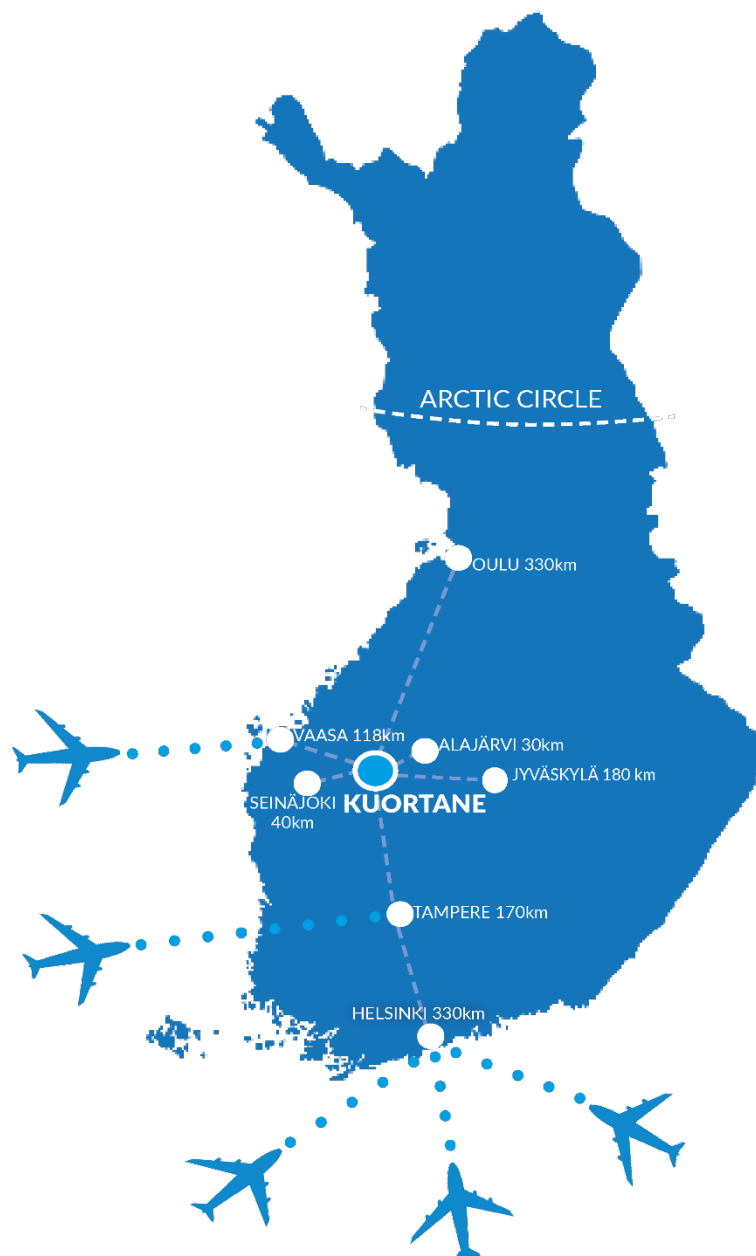 ARCTIC CIRCLE
OULU 330km
VAASA 118km
ALAJÄRVI 30km
JYVÄSKYLÄ 180 km
SEINÄJOKI
40km
KUORTANE
TAMPERE 170km
HELSINKI 330km